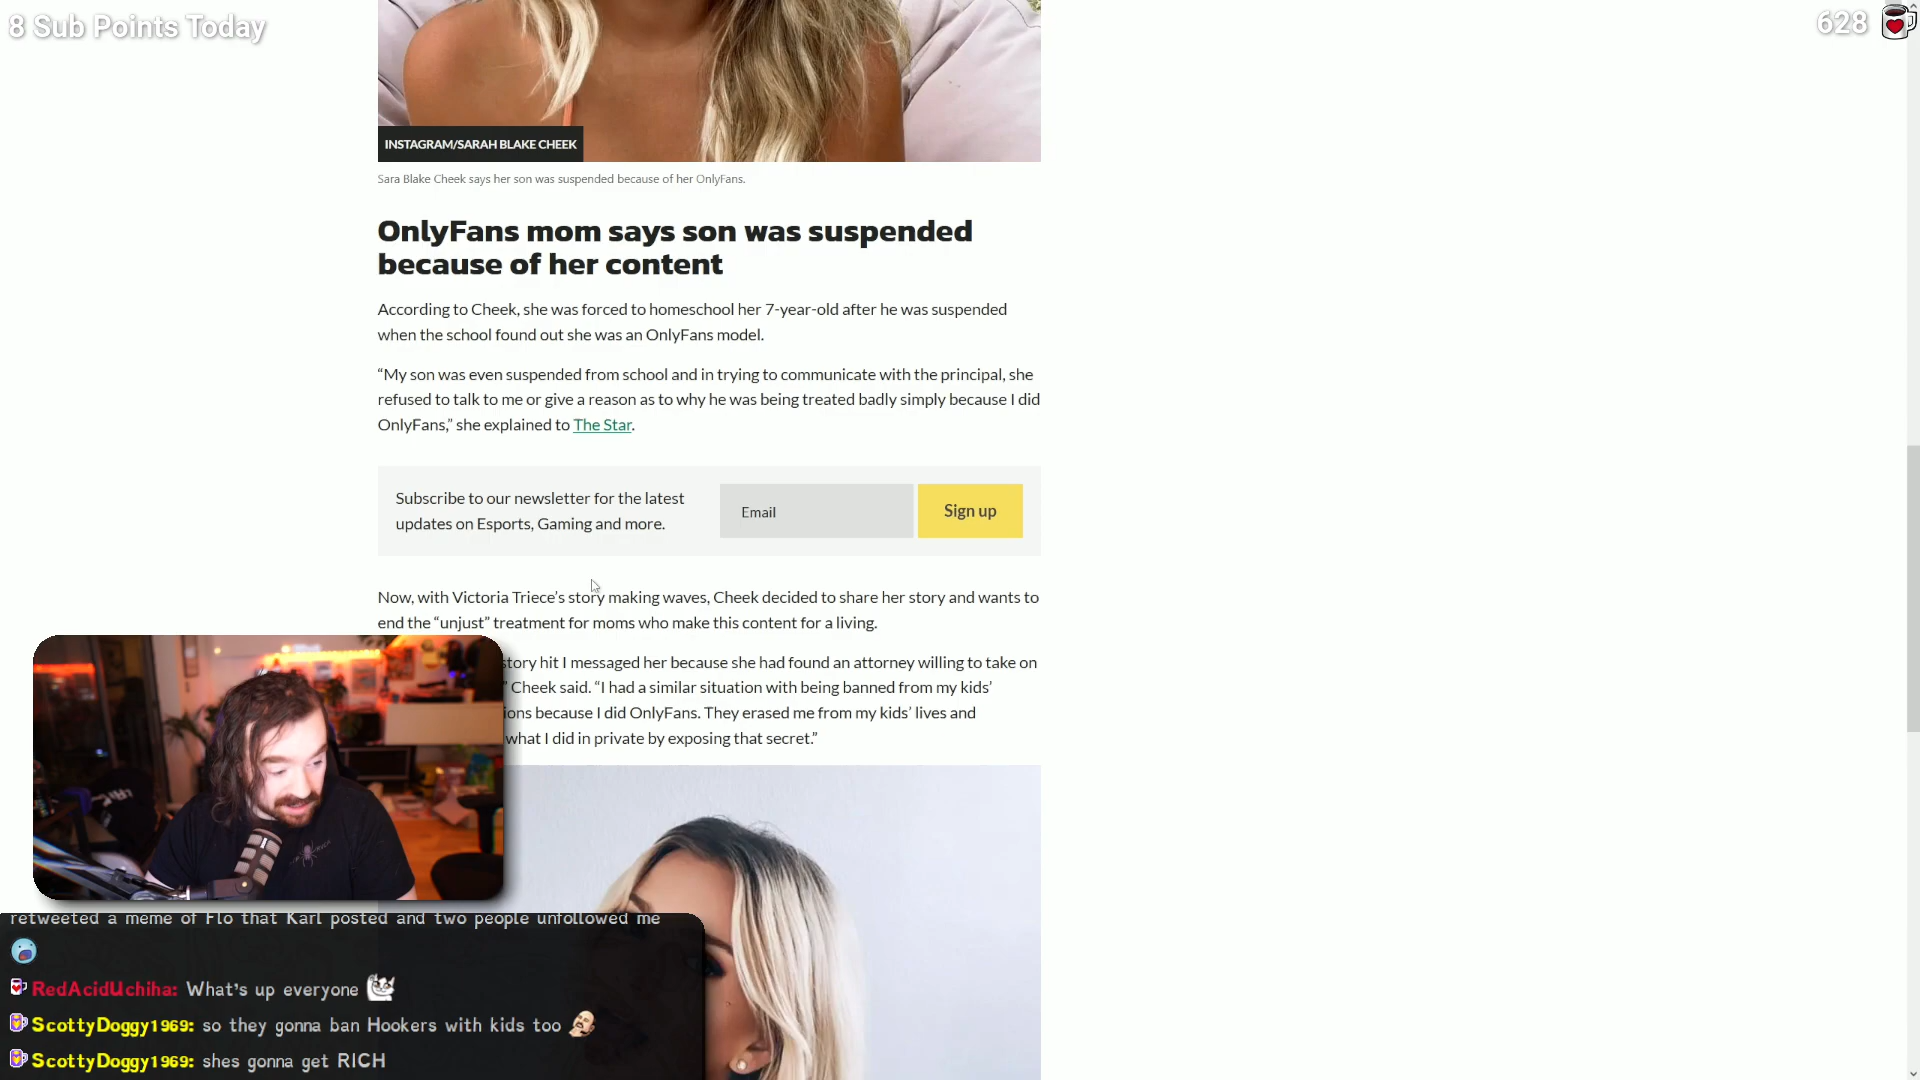 8 Sub Points Today
628
INSTAGRAM/SARAH BLAKE CHEEK
Sara Blake Cheek says her son was suspended because of her OnlyFans.
OnlyFans mom says son was suspended
because of her content
According to Cheek, she was forced to homeschool her 7-year-old after he was suspended
when the school found out she was an OnlyFans model.
“My son was even suspended from school and in trying to communicate with the principal, she
refused to talk to me or give a reason as to why he was being treated badly simply because I did
OnlyFans,” she explained to The Star.
Subscribe to our newsletter for the latest
updates on Esports, Gaming and more.
Email
Sign up
Now, with Victoria Triece’s story making waves, Cheek decided to share her story and wants to
end the “unjust” treatment for moms who make this content for a living.
story hit I messaged her because she had found an attorney willing to take on
” Cheek said. “I had a similar situation with being banned from my kids’
because I did OnlyFans. They erased me from my kids’ lives and
what I did in private by exposing that secret.”
retweeted a meme of Flo that Karl posted and two people unfollowed me
RedAcidUchiha: What's up everyone
ScottyDoggy1969: so they gonna ban Hookers with kids too
ScottyDoggy1969: shes gonna get RICH